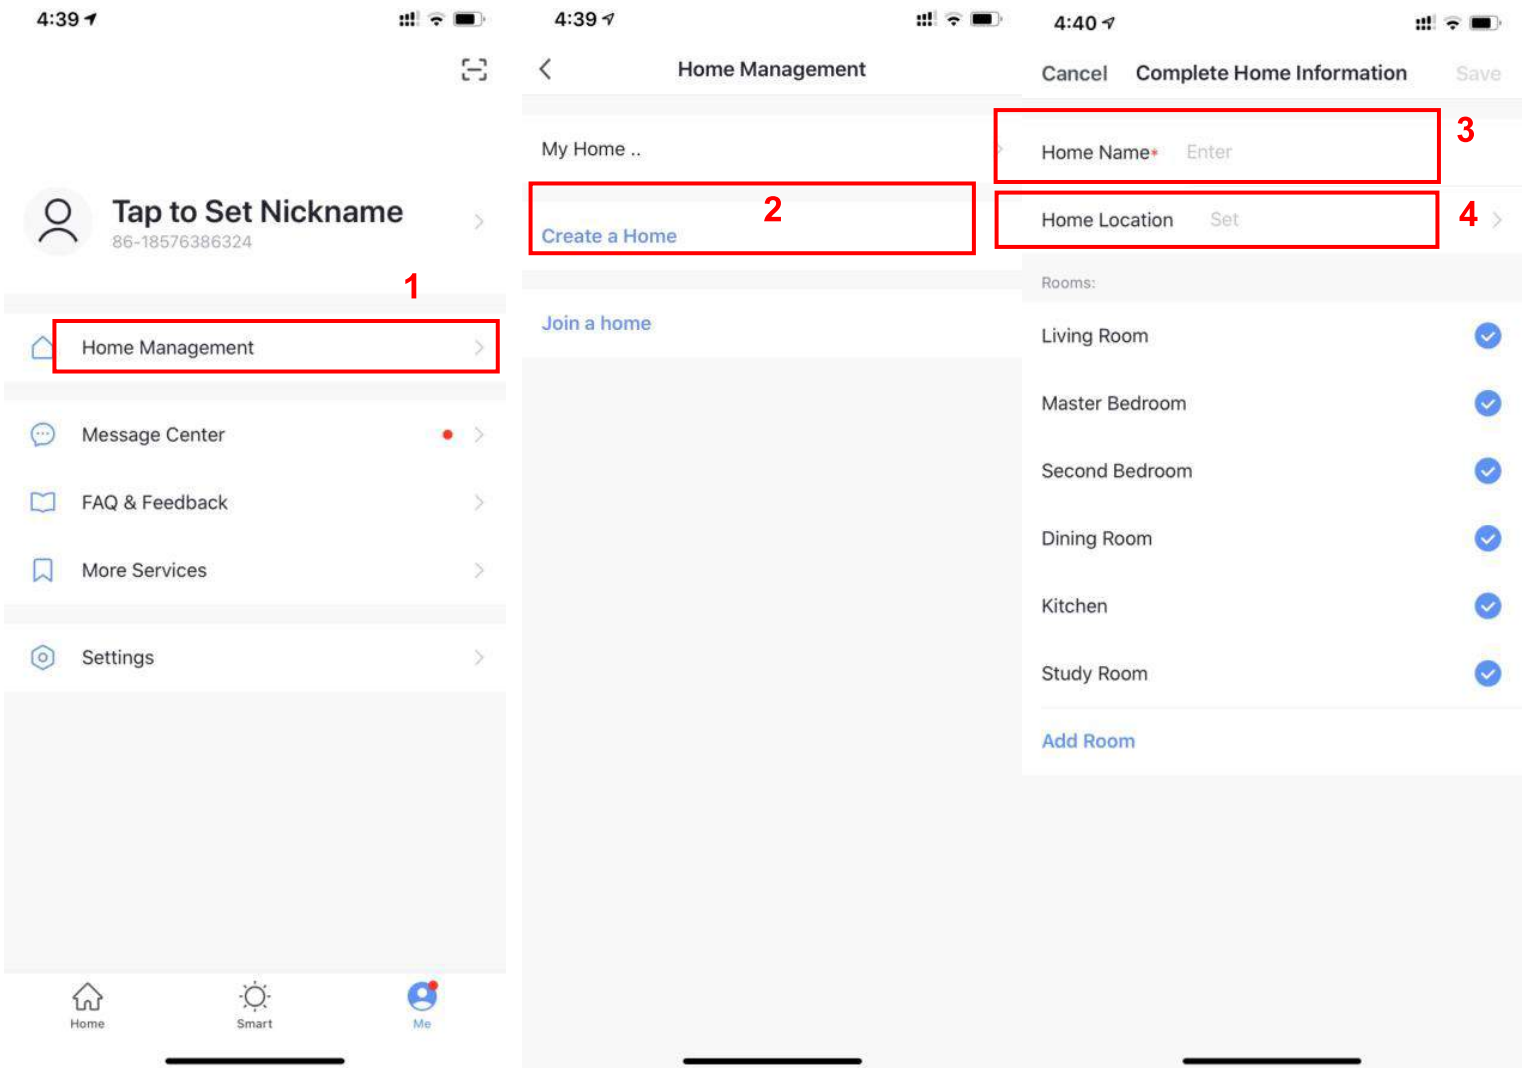 4:39
Tap to Set Nickname
86-18576386324
1
Home Management
Message Center
FAQ & Feedback
More Services
Settings
Home
Smart
Me
4:39
Home Management
My Home ..
2
Create a Home
Join a home
4:40
Cancel
Complete Home Information
Save
3
Home Name* Enter
Home Location Set
4
Rooms:
Living Room
Master Bedroom
Second Bedroom
Dining Room
Kitchen
Study Room
Add Room